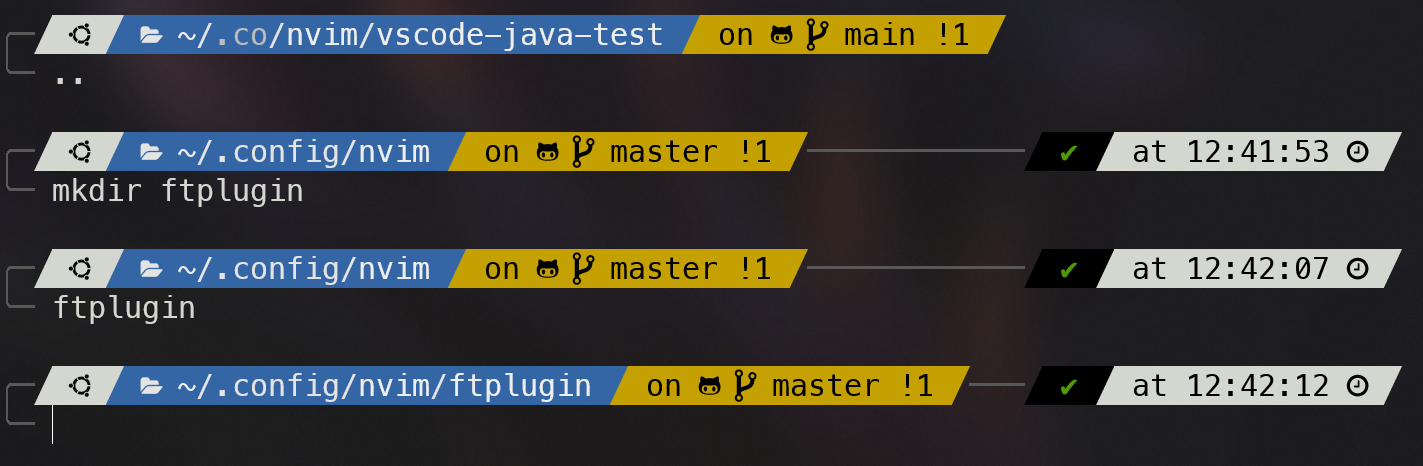 ~/.co/nvim/vscode-java-test on main !1
..
~/.config/nvim on master !1 ✔ at 12:41:53
mkdir ftplugin
~/.config/nvim on master !1 ✔ at 12:42:07
ftplugin
~/.config/nvim/ftplugin on master !1 ✔ at 12:42:12